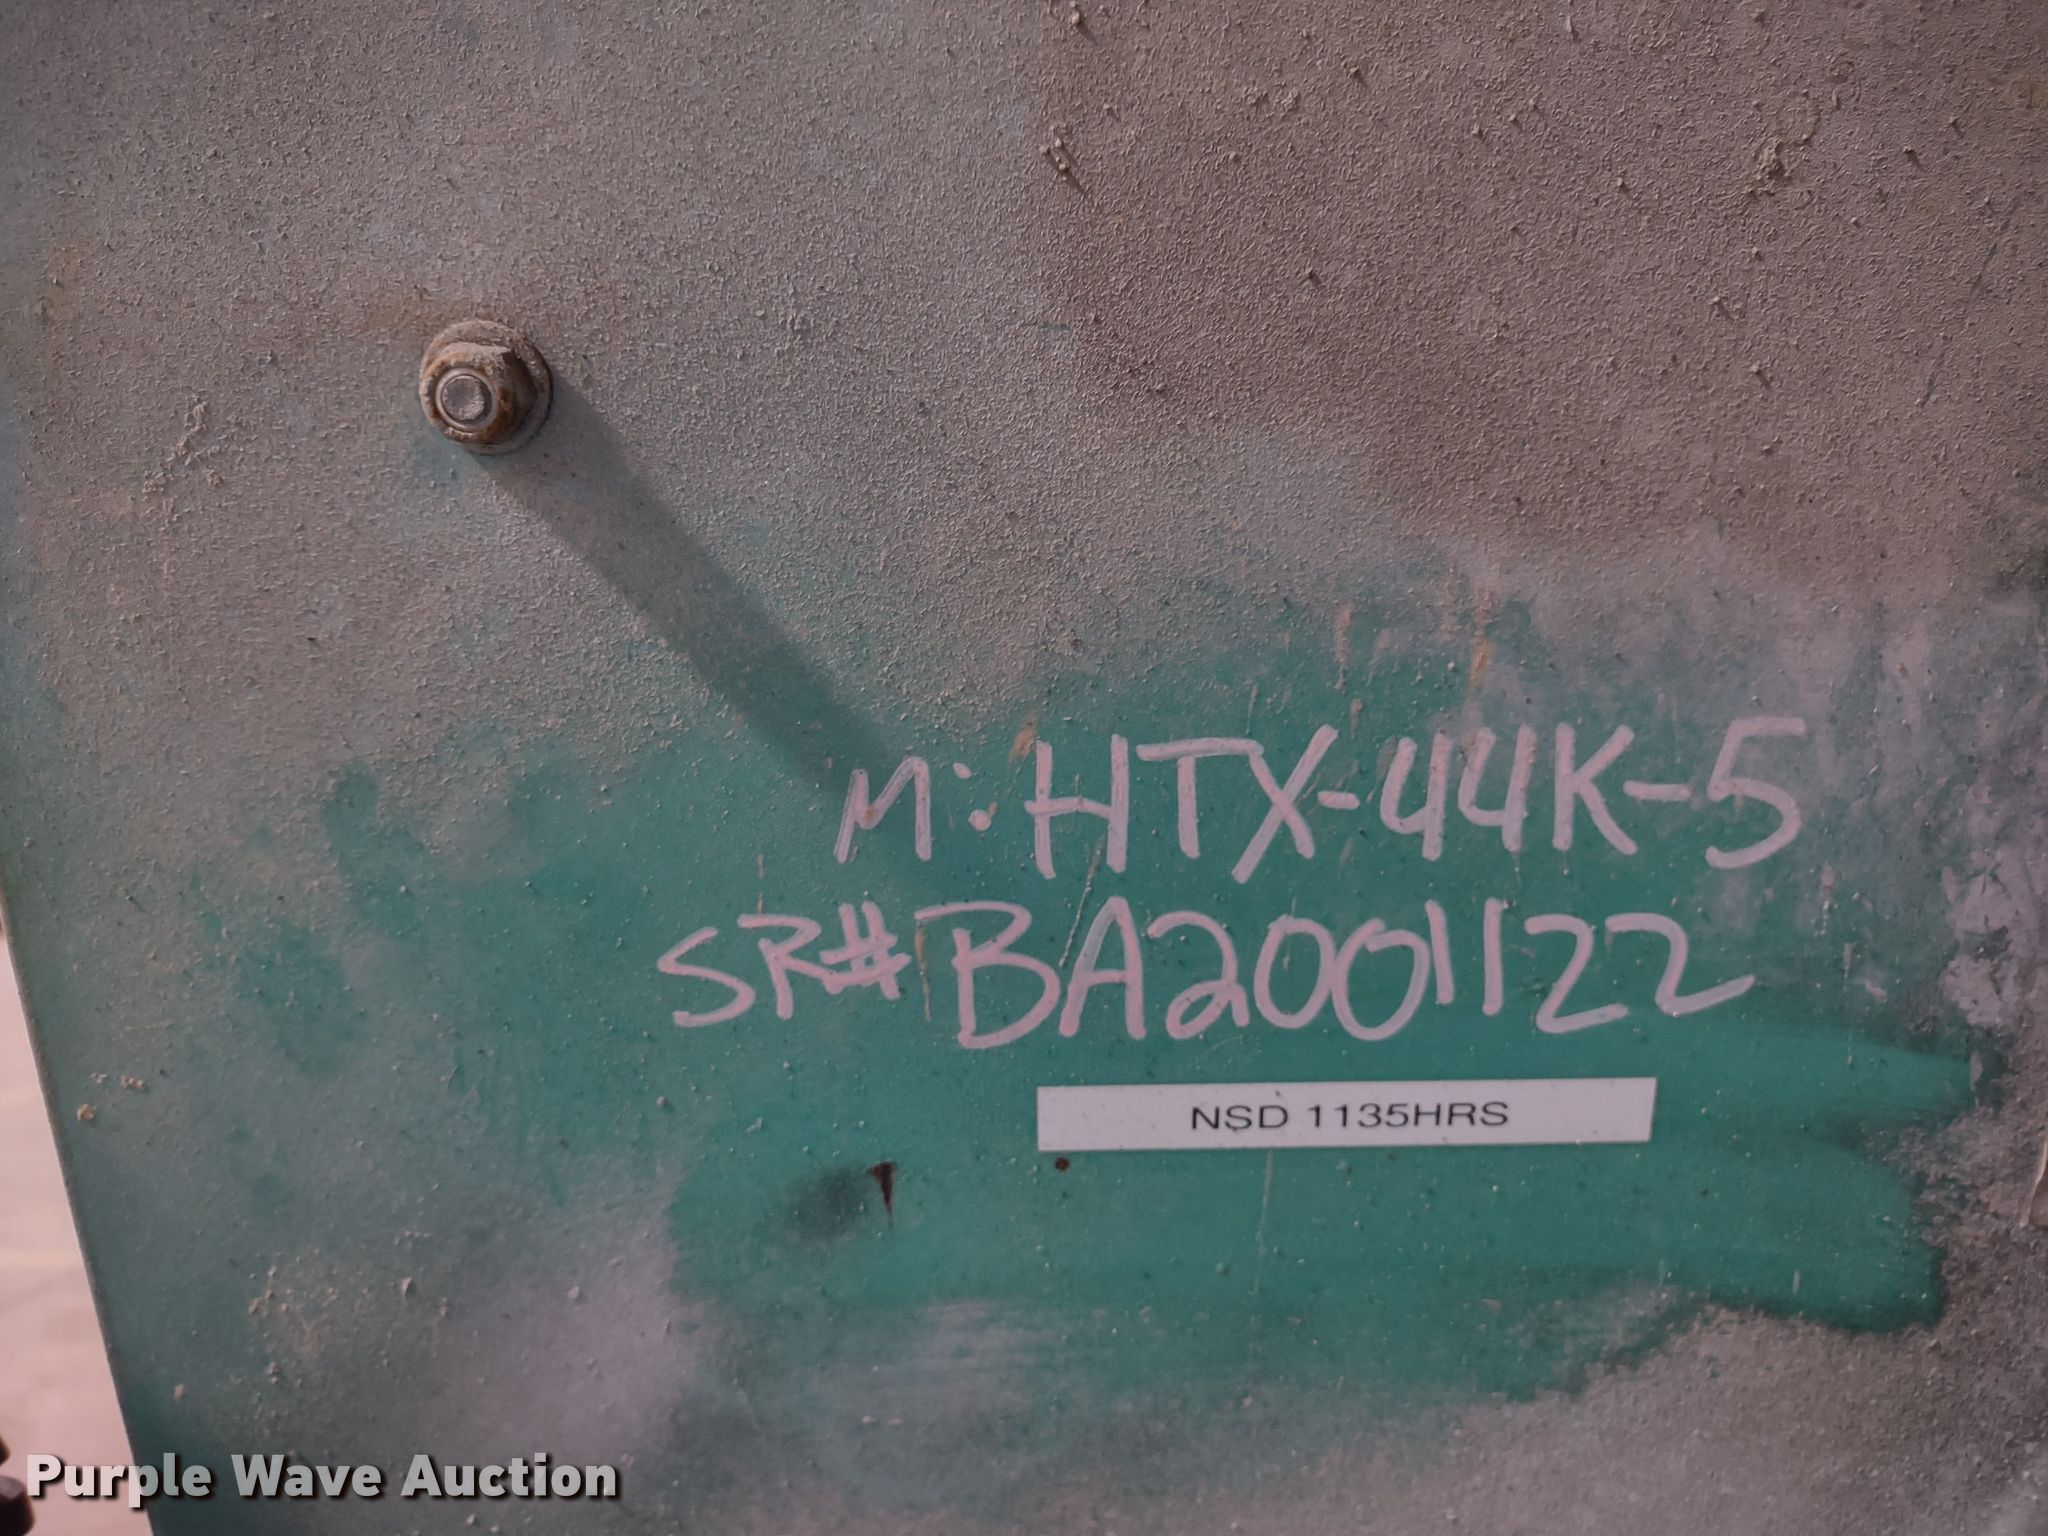 M: HTX-44K-5
SR# BA2001122
NSD 1135HRS
Purple Wave Auction